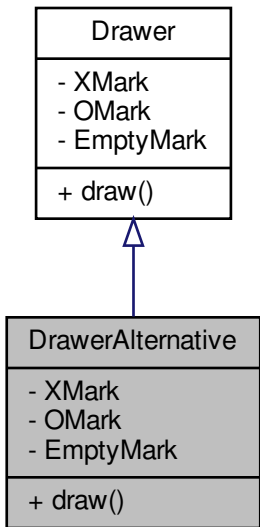 Drawer
- XMark
- OMark
- EmptyMark
+ draw()
DrawerAlternative
- XMark
- OMark
- EmptyMark
+ draw()